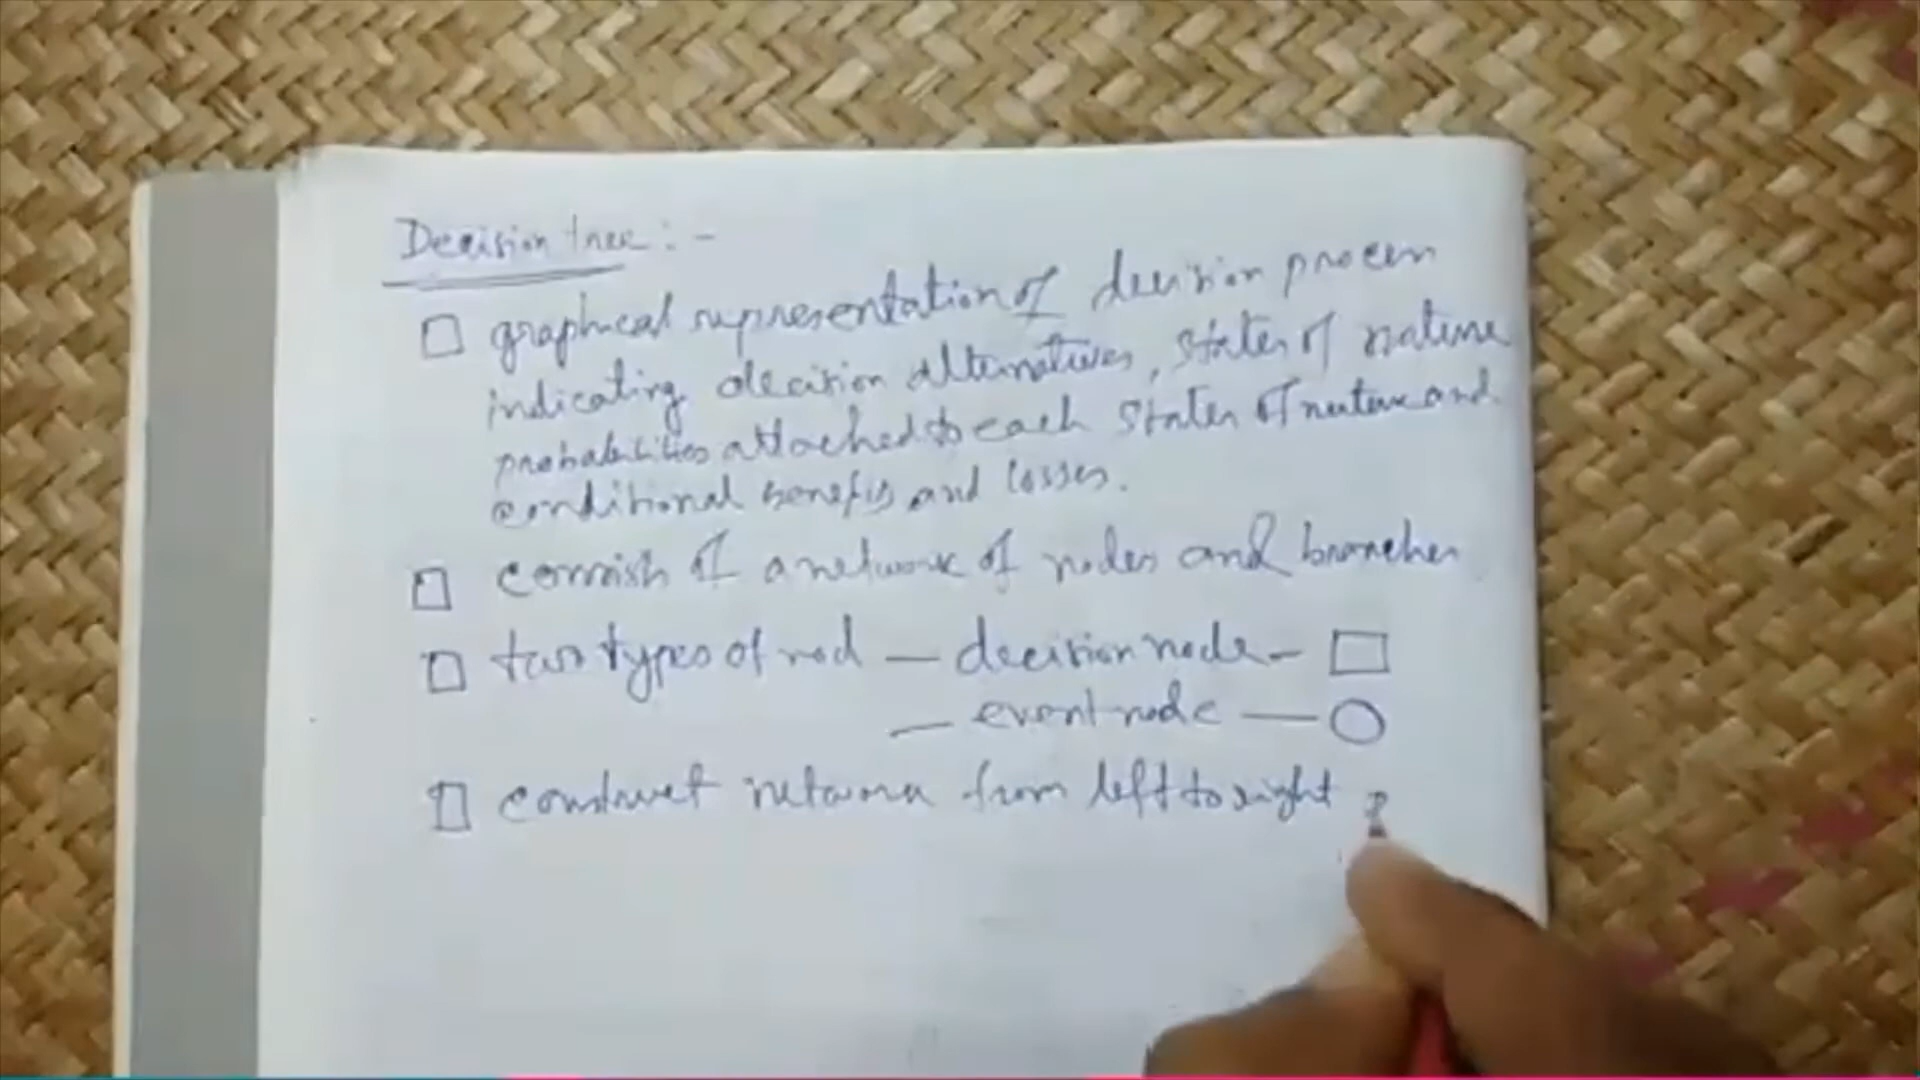 Decision tree : -
graphical representation of decision process
indicating decision alternatives, states of nature
probabilities attached to each states of nature and
conditional benefits and losses.
consists of a network of nodes and branches
two types of nod — decision node —
— event node —
construct network from left to right